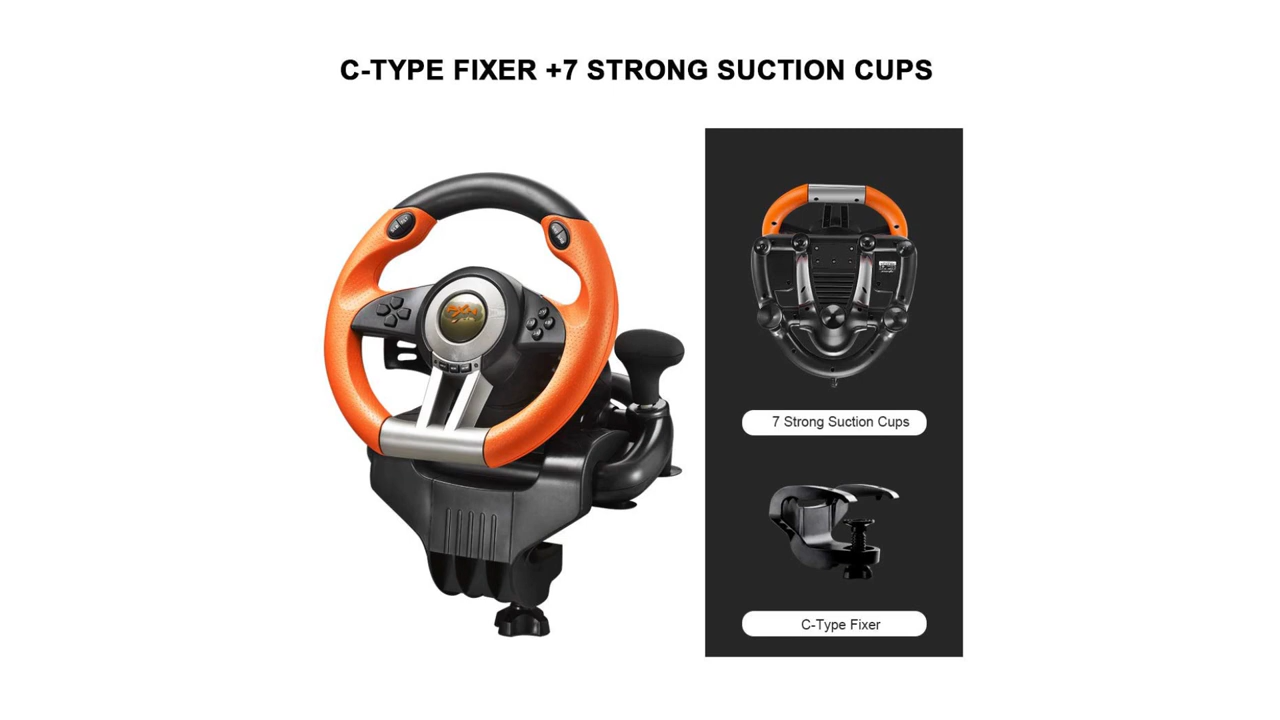 C-TYPE FIXER +7 STRONG SUCTION CUPS
7 Strong Suction Cups
C-Type Fixer